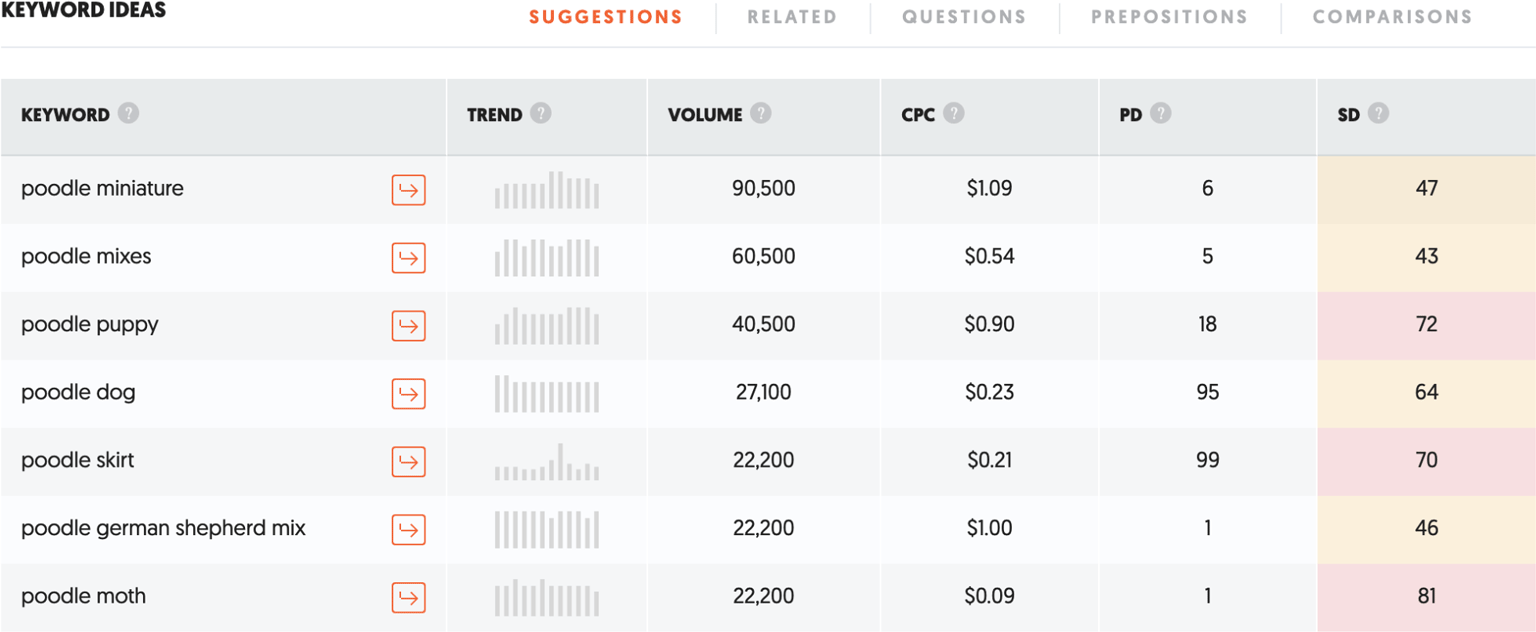 KEYWORD IDEAS SUGGESTIONS RELATED QUESTIONS PREPOSITIONS COMPARISONS
KEYWORD ? TREND ? VOLUME ? CPC ? PD ? SD ?
poodle miniature 90,500 $1.09 6 47
poodle mixes 60,500 $0.54 5 43
poodle puppy 40,500 $0.90 18 72
poodle dog 27,100 $0.23 95 64
poodle skirt 22,200 $0.21 99 70
poodle german shepherd mix 22,200 $1.00 1 46
poodle moth 22,200 $0.09 1 81